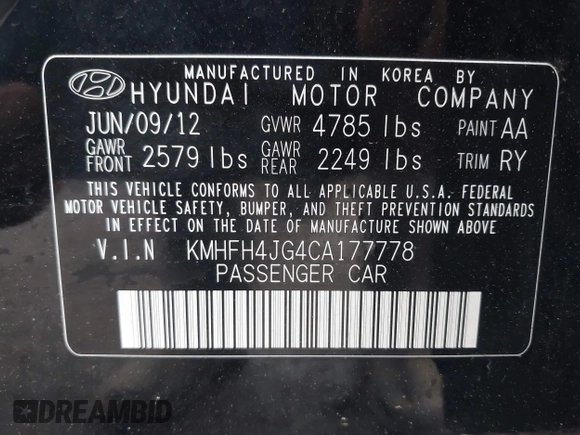 MANUFACTURED IN KOREA BY
HYUNDAI MOTOR COMPANY
JUN/09/12 GVWR 4785 lbs PAINT AA
GAWR FRONT 2579 lbs GAWR REAR 2249 lbs TRIM RY
THIS VEHICLE CONFORMS TO ALL APPLICABLE U.S.A. FEDERAL
MOTOR VEHICLE SAFETY, BUMPER, AND THEFT PREVENTION STANDARDS
IN EFFECT ON THE DATE OF MANUFACTURE SHOWN ABOVE.
V.I.N KMHFH4JG4CA177778
PASSENGER CAR
DREAMBID